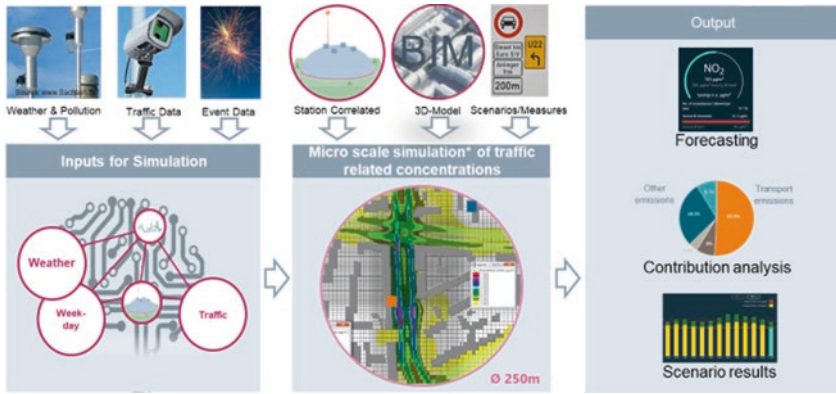 Source: www.Sachsen.de
Weather & Pollution
Traffic Data
Event Data
BIM
Diesel bis
Euro 5/V
Anlieger
frei
200m
U22
Station Correlated
3D-Model
Scenarios/Measures
Inputs for Simulation
Weather
Week-
day
Traffic
Micro scale simulation* of traffic
related concentrations
Ø 250m
Output
NO₂
Forecasting
Other
emissions
Transport
emissions
Contribution analysis
Scenario results